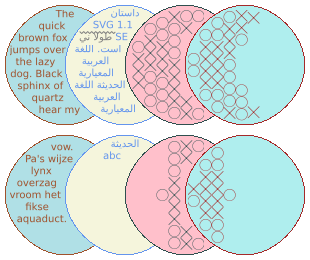 The
quick
brown fox
jumps over
the lazy
dog. Black
sphinx of
quartz
hear my
داستان
SVG 1.1
SE طولا ني
است. اللغة
العربية
المعيارية
الحديثة اللغة
العربية
المعيارية
vow.
Pa's wijze
lynx
overzag
vroom het
fikse
aquaduct.
الحديثة
abc